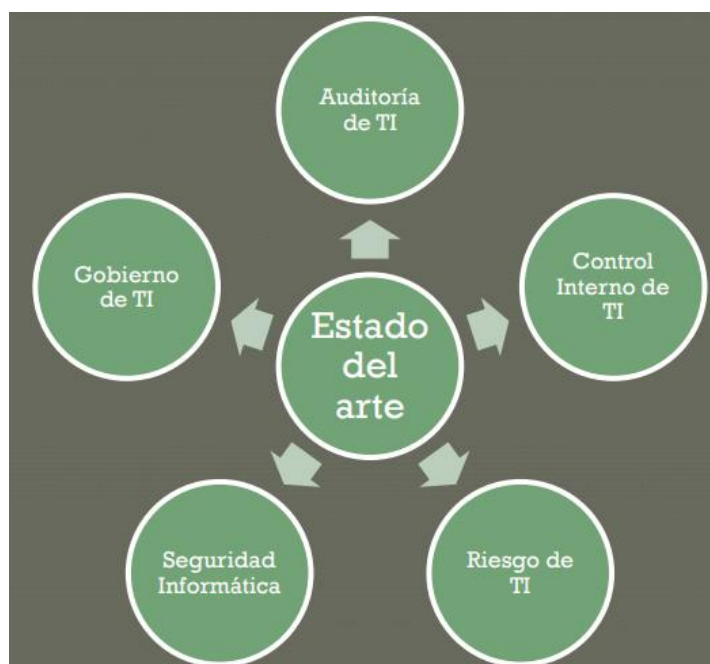 Auditoría
de TI
Gobierno
de TI
Control
Interno de
TI
Estado
del
arte
Seguridad
Informática
Riesgo de
TI